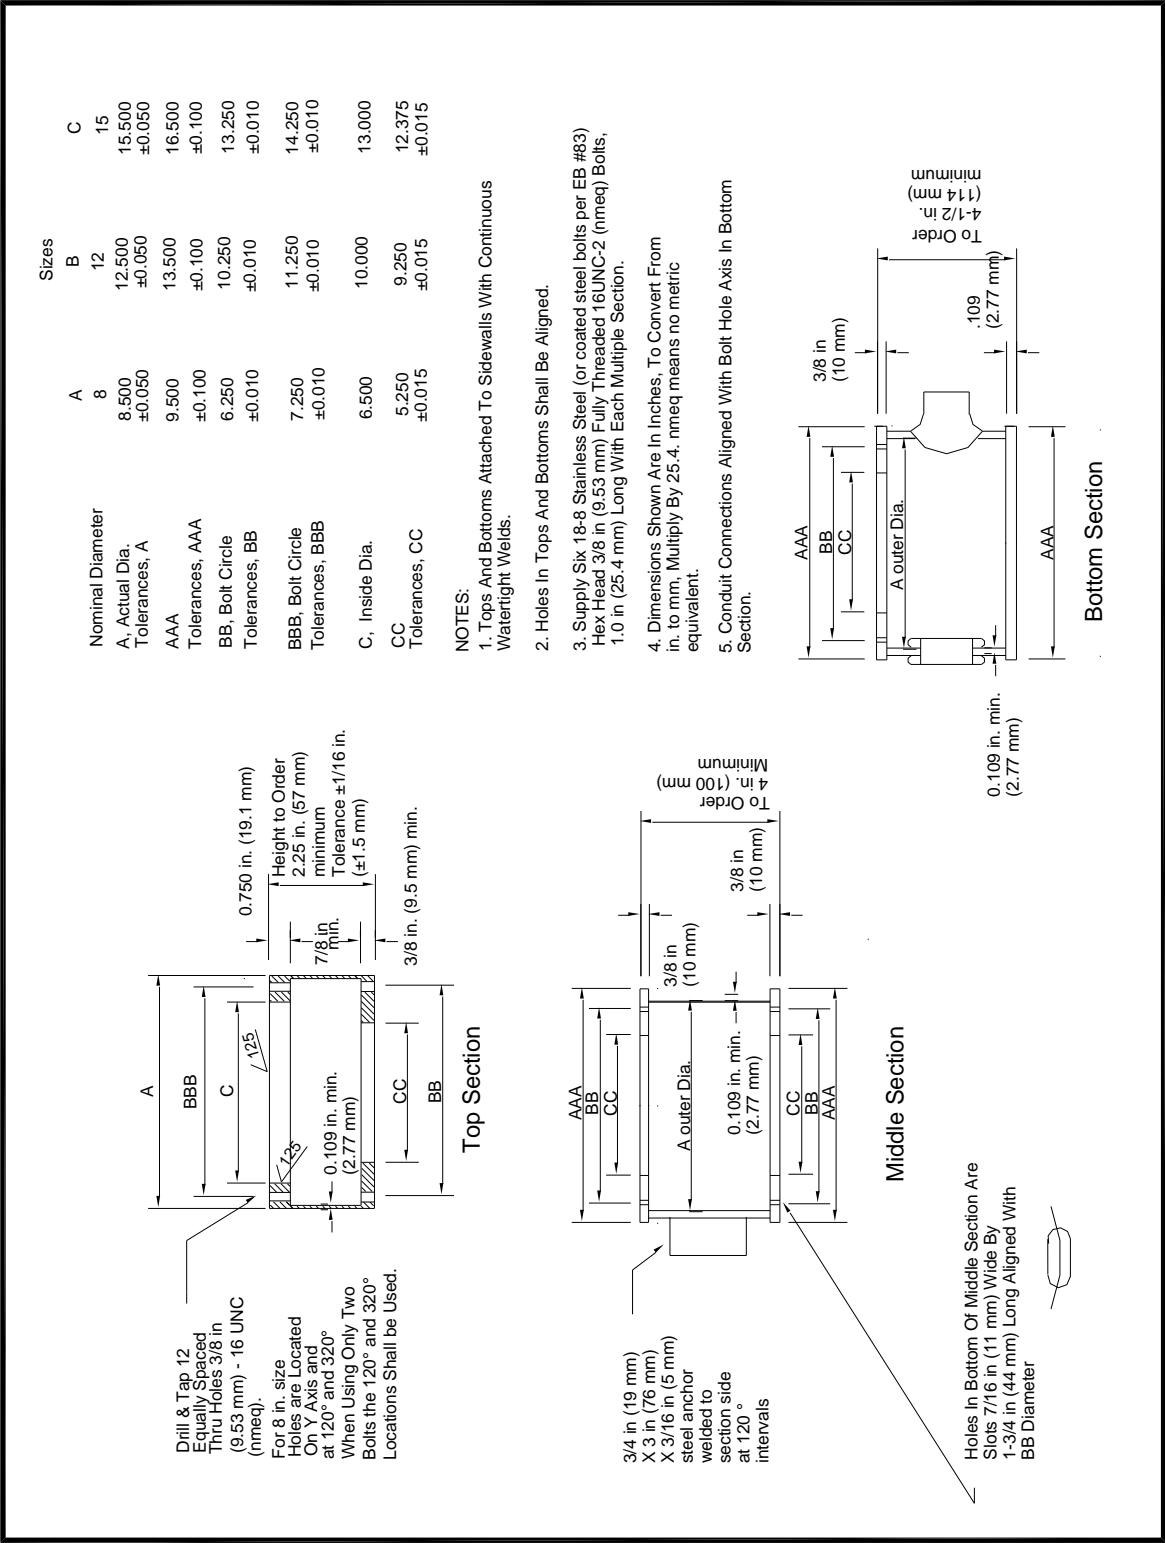 Drill & Tap 12
Equally Spaced
Thru Holes 3/8 in
(9.53 mm) - 16 UNC
(nmeq).
For 8 in. size
Holes are Located
On Y Axis and
at 120° and 320°
When Using Only Two
Bolts the 120° and 320°
Locations Shall be Used.
A
BBB
C
125
125
0.109 in. min.
(2.77 mm)
CC
BB
0.750 in. (19.1 mm)
Height to Order
2.25 in. (57 mm)
minimum
Tolerance ±1/16 in.
(±1.5 mm)
7/8 in
min.
3/8 in. (9.5 mm) min.
Top Section
3/4 in (19 mm)
X 3 in (76 mm)
X 3/16 in (5 mm)
steel anchor
welded to
section side
at 120 °
intervals
AAA
BB
CC
A outer Dia.
0.109 in. min.
(2.77 mm)
CC
BB
AAA
3/8 in
(10 mm)
3/8 in
(10 mm)
To Order
4 in. (100 mm)
Minimum
Middle Section
Holes In Bottom Of Middle Section Are
Slots 7/16 in (11 mm) Wide By
1-3/4 in (44 mm) Long Aligned With
BB Diameter
Sizes
A B C
Nominal Diameter 8 12 15
A, Actual Dia. 8.500 12.500 15.500
Tolerances, A ±0.050 ±0.050 ±0.050
AAA 9.500 13.500 16.500
Tolerances, AAA ±0.100 ±0.100 ±0.100
BB, Bolt Circle 6.250 10.250 13.250
Tolerances, BB ±0.010 ±0.010 ±0.010
BBB, Bolt Circle 7.250 11.250 14.250
Tolerances, BBB ±0.010 ±0.010 ±0.010
C, Inside Dia. 6.500 10.000 13.000
CC 5.250 9.250 12.375
Tolerances, CC ±0.015 ±0.015 ±0.015
NOTES:
1. Tops And Bottoms Attached To Sidewalls With Continuous
Watertight Welds.
2. Holes In Tops And Bottoms Shall Be Aligned.
3. Supply Six 18-8 Stainless Steel (or coated steel bolts per EB #83)
Hex Head 3/8 in (9.53 mm) Fully Threaded 16UNC-2 (nmeq) Bolts,
1.0 in (25.4 mm) Long With Each Multiple Section.
4. Dimensions Shown Are In Inches, To Convert From
in. to mm, Multiply By 25.4. nmeq means no metric
equivalent.
5. Conduit Connections Aligned With Bolt Hole Axis In Bottom
Section.
AAA
BB
CC
A outer Dia.
3/8 in
(10 mm)
To Order
4-1/2 in.
(114 mm)
minimum
.109
(2.77 mm)
0.109 in. min.
(2.77 mm)
AAA
Bottom Section